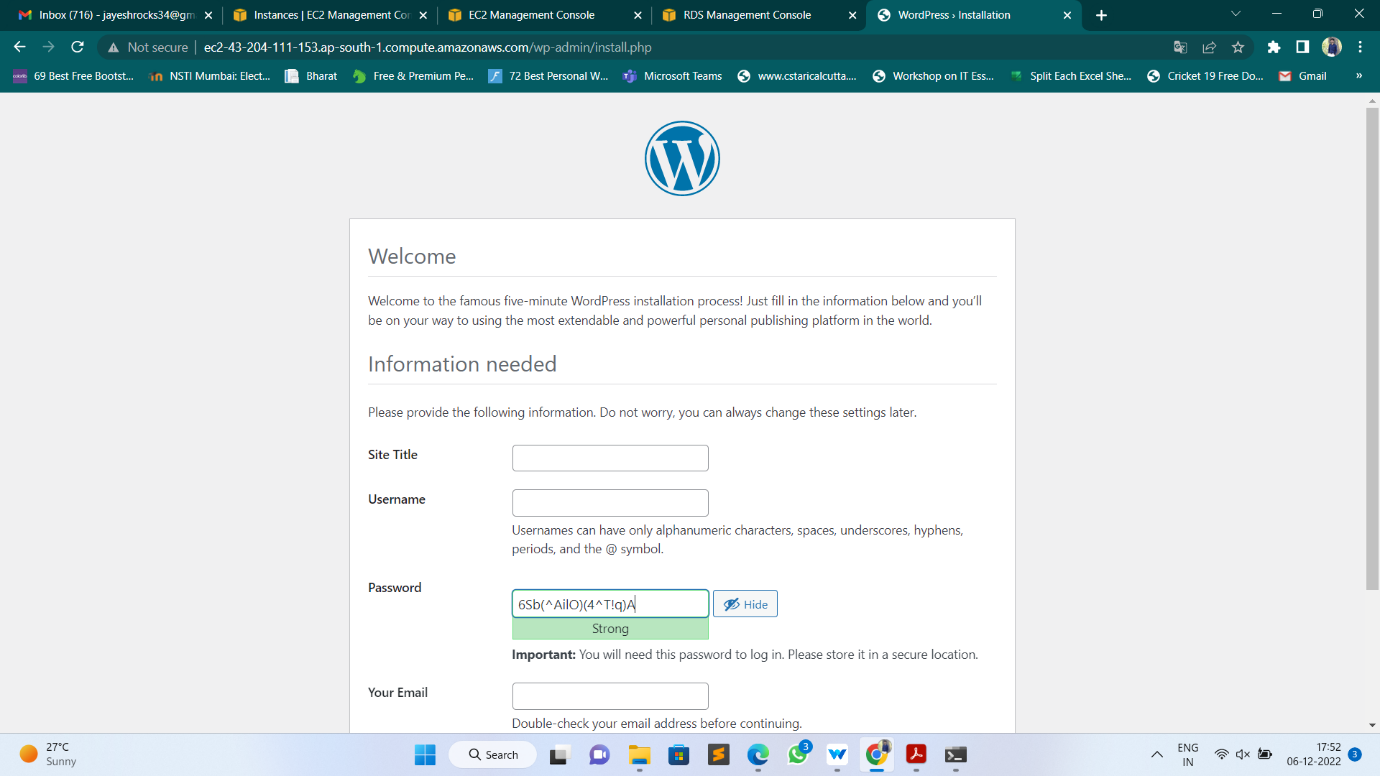 Inbox (716) - jayeshrocks34@gm
Instances | EC2 Management Con
EC2 Management Console
RDS Management Console
WordPress › Installation
Not secure | ec2-43-204-111-153.ap-south-1.compute.amazonaws.com/wp-admin/install.php
69 Best Free Bootst...
NSTI Mumbai: Elect...
Bharat
Free & Premium Pe...
72 Best Personal W...
Microsoft Teams
www.cstaricalcutta....
Workshop on IT Ess...
Split Each Excel She...
Cricket 19 Free Do...
Gmail
»
Welcome
Welcome to the famous five-minute WordPress installation process! Just fill in the information below and you'll
be on your way to using the most extendable and powerful personal publishing platform in the world.
Information needed
Please provide the following information. Do not worry, you can always change these settings later.
Site Title
Username
Usernames can have only alphanumeric characters, spaces, underscores, hyphens,
periods, and the @ symbol.
Password
6Sb(^AilO)(4^T!q)A
Hide
Strong
Important: You will need this password to log in. Please store it in a secure location.
Your Email
Double-check your email address before continuing.
27°C
Sunny
Search
3
ENG
IN
17:52
06-12-2022
3